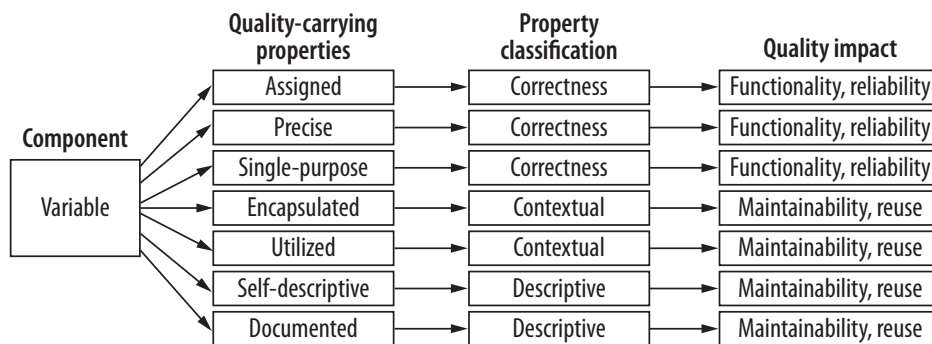 Quality-carrying
properties
Property
classification
Quality impact
Component
Variable
Assigned
Correctness
Functionality, reliability
Precise
Correctness
Functionality, reliability
Single-purpose
Correctness
Functionality, reliability
Encapsulated
Contextual
Maintainability, reuse
Utilized
Contextual
Maintainability, reuse
Self-descriptive
Descriptive
Maintainability, reuse
Documented
Descriptive
Maintainability, reuse